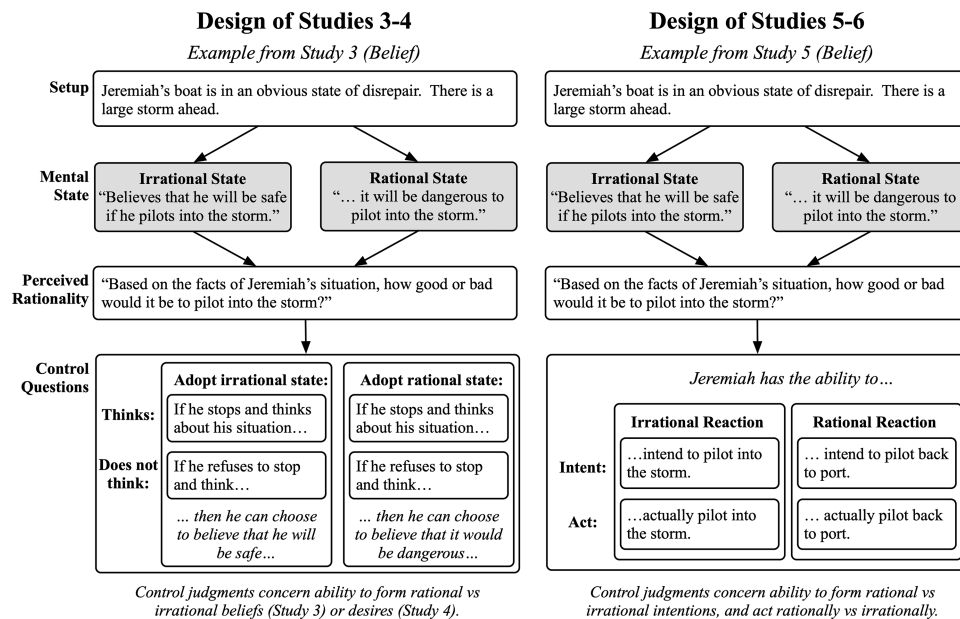 Design of Studies 3-4
Example from Study 3 (Belief)
Setup
Jeremiah's boat is in an obvious state of disrepair.  There is a
large storm ahead.
Mental
State
Irrational State
"Believes that he will be safe
if he pilots into the storm."
Rational State
"… it will be dangerous to
pilot into the storm."
Perceived
Rationality
"Based on the facts of Jeremiah's situation, how good or bad
would it be to pilot into the storm?"
Control
Questions
Adopt irrational state:
Adopt rational state:
Thinks:
If he stops and thinks
about his situation…
If he stops and thinks
about his situation…
Does not
think:
If he refuses to stop
and think…
If he refuses to stop
and think…
… then he can choose
to believe that he will
be safe…
… then he can choose
to believe that it would
be dangerous…
Control judgments concern ability to form rational vs
irrational beliefs (Study 3) or desires (Study 4).
Design of Studies 5-6
Example from Study 5 (Belief)
Jeremiah's boat is in an obvious state of disrepair.  There is a
large storm ahead.
Irrational State
"Believes that he will be safe
if he pilots into the storm."
Rational State
"… it will be dangerous to
pilot into the storm."
"Based on the facts of Jeremiah's situation, how good or bad
would it be to pilot into the storm?"
Jeremiah has the ability to…
Irrational Reaction
Rational Reaction
Intent:
…intend to pilot into
the storm.
… intend to pilot back
to port.
Act:
…actually pilot into
the storm.
… actually pilot back
to port.
Control judgments concern ability to form rational vs
irrational intentions, and act rationally vs irrationally.